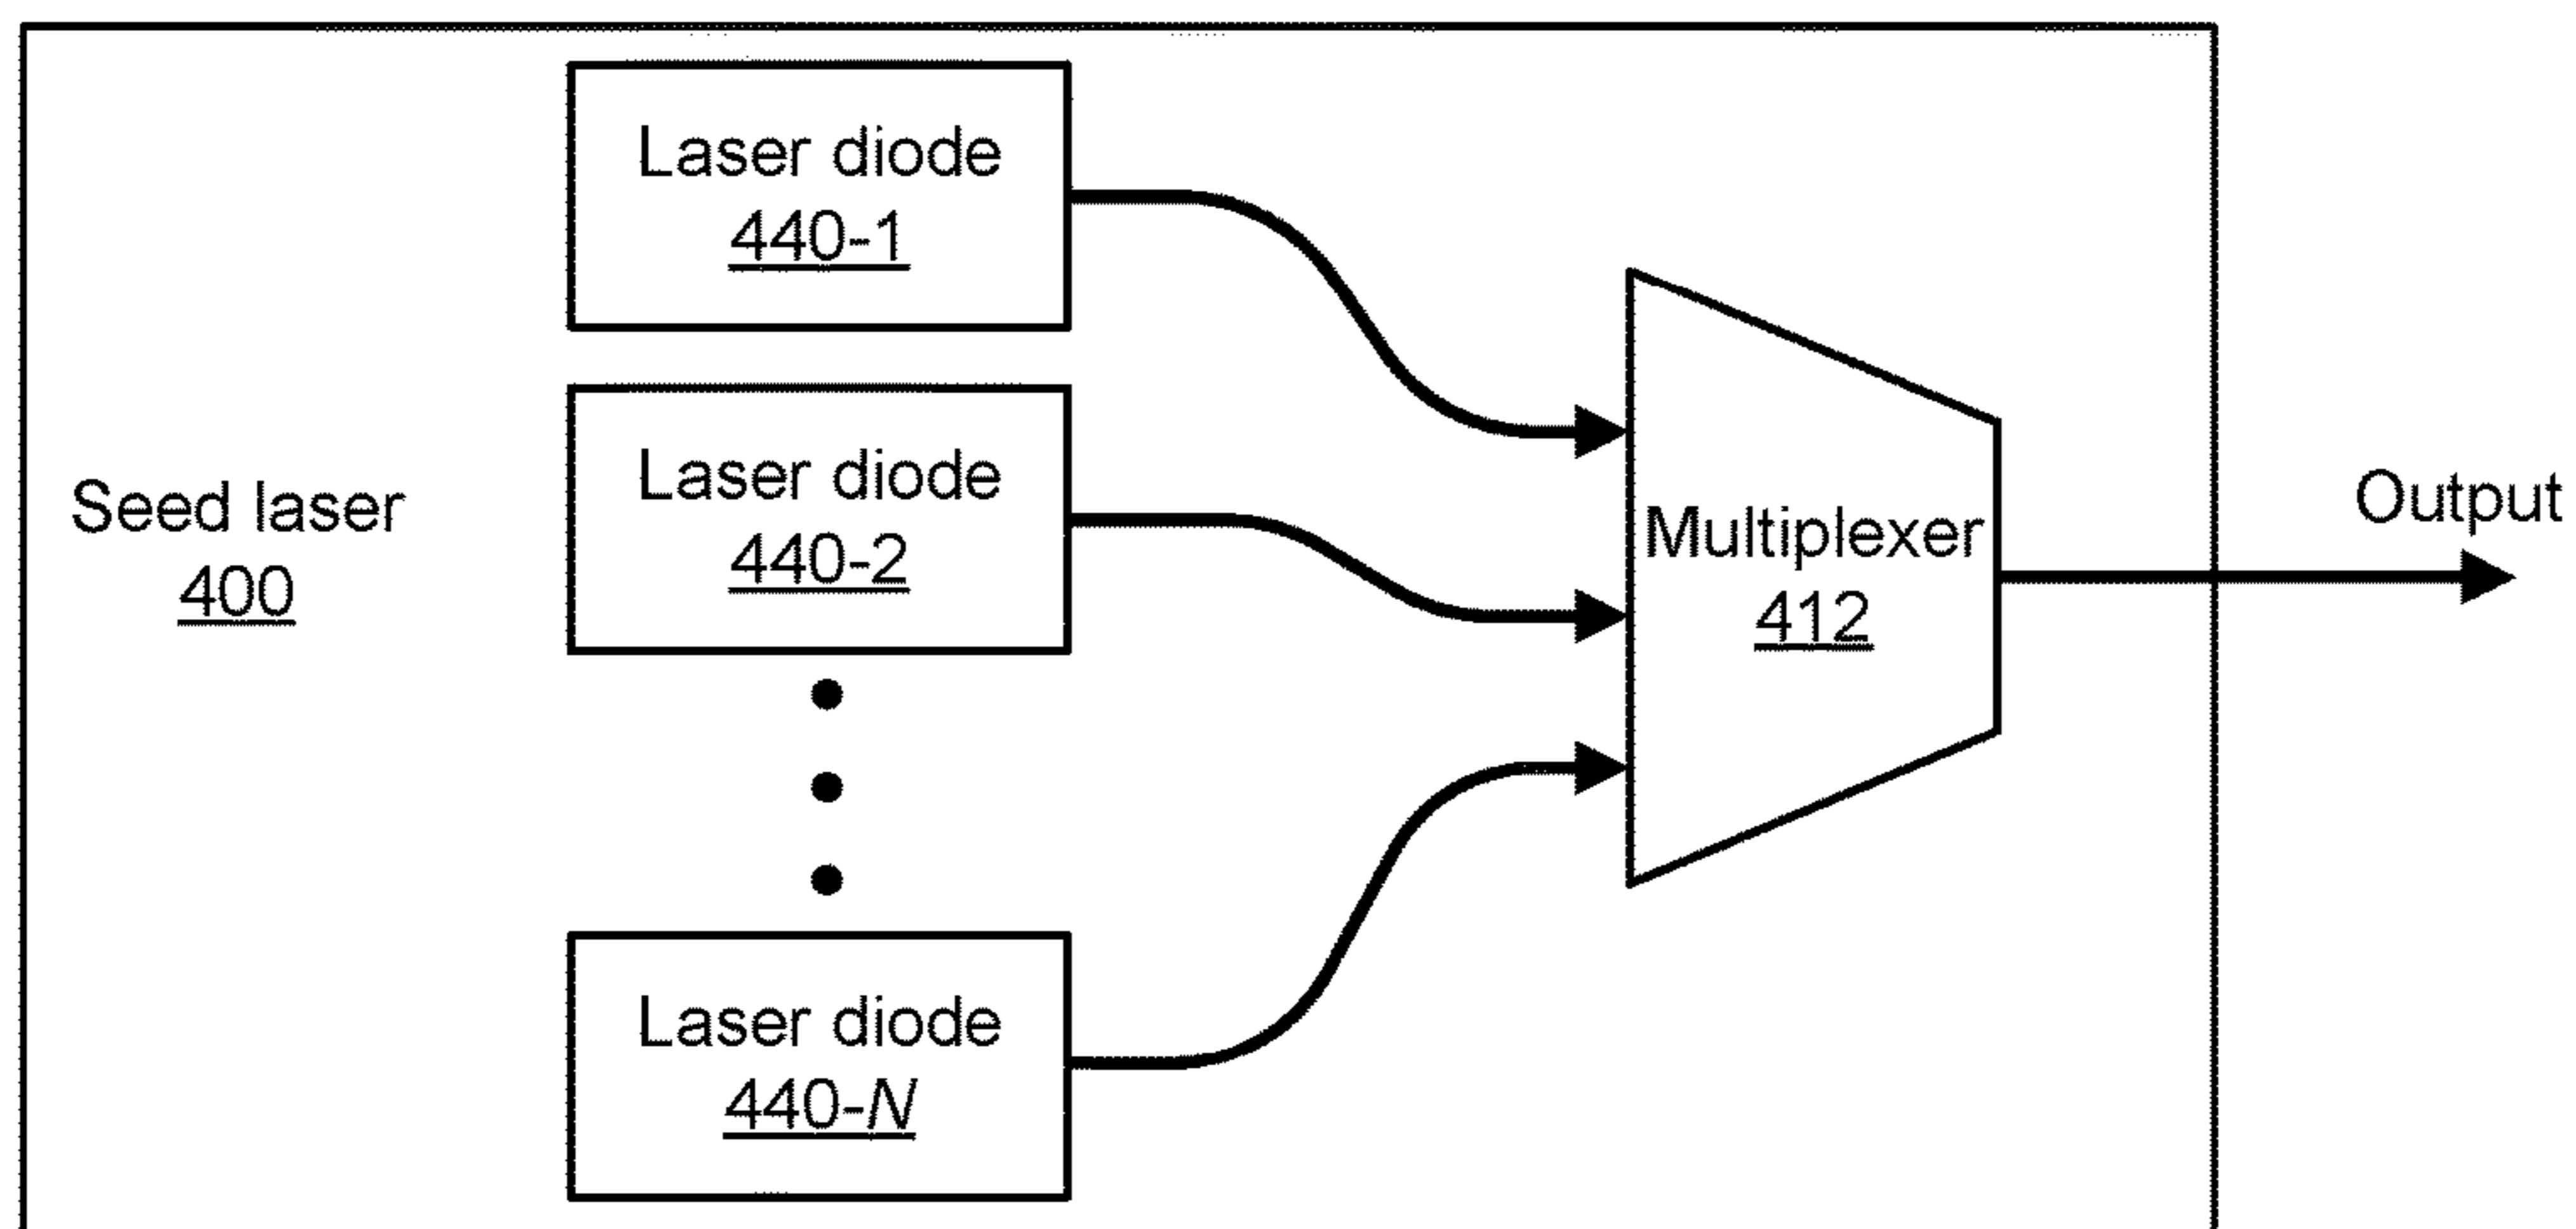 Laser diode
440-1
Laser diode
440-2
Seed laser
400
Multiplexer
412
Output
Laser diode
440-N